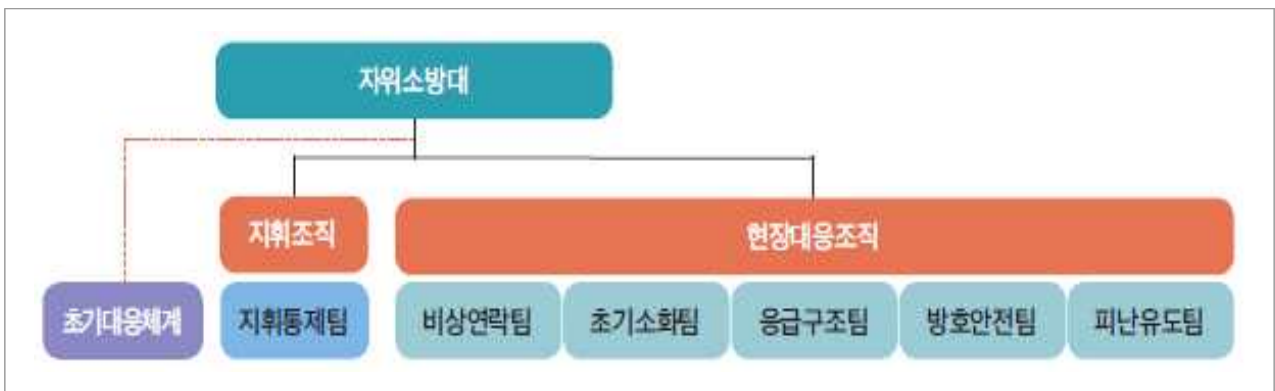 자위소방대
지휘조직
현장대응조직
초기대응체계
지휘통제팀
비상연락팀
초기소화팀
응급구조팀
방호안전팀
피난유도팀